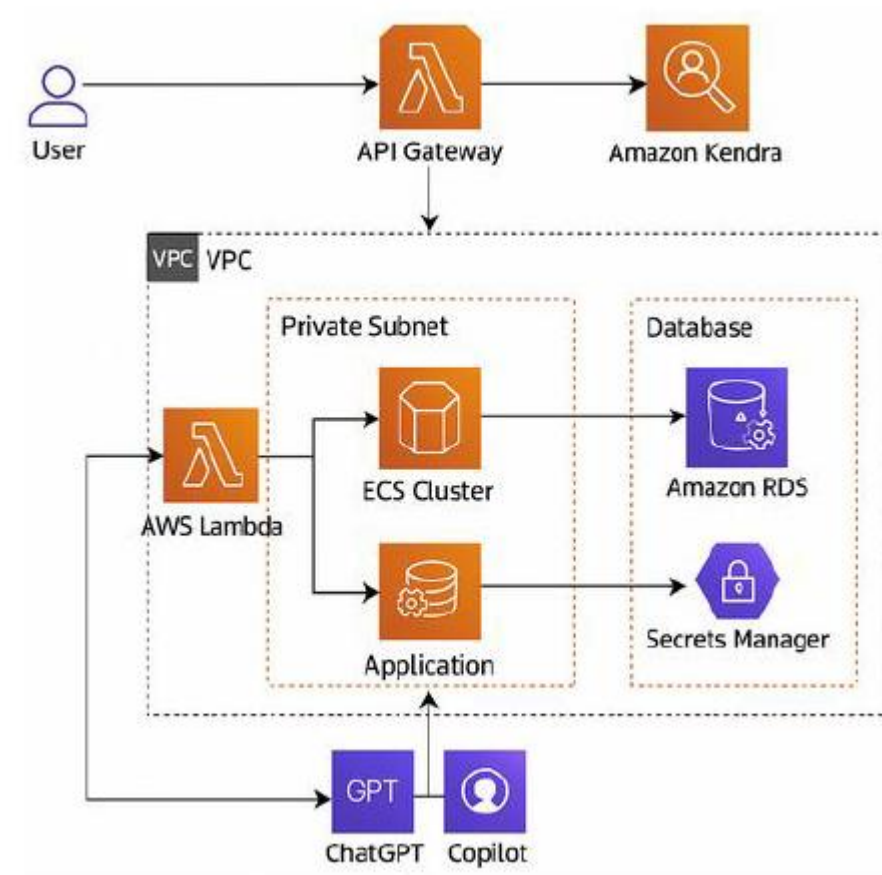 User
API Gateway
Amazon Kendra
VPC VPC
Private Subnet
Database
ECS Cluster
Amazon RDS
AWS Lambda
Application
Secrets Manager
GPT
ChatGPT
Copilot